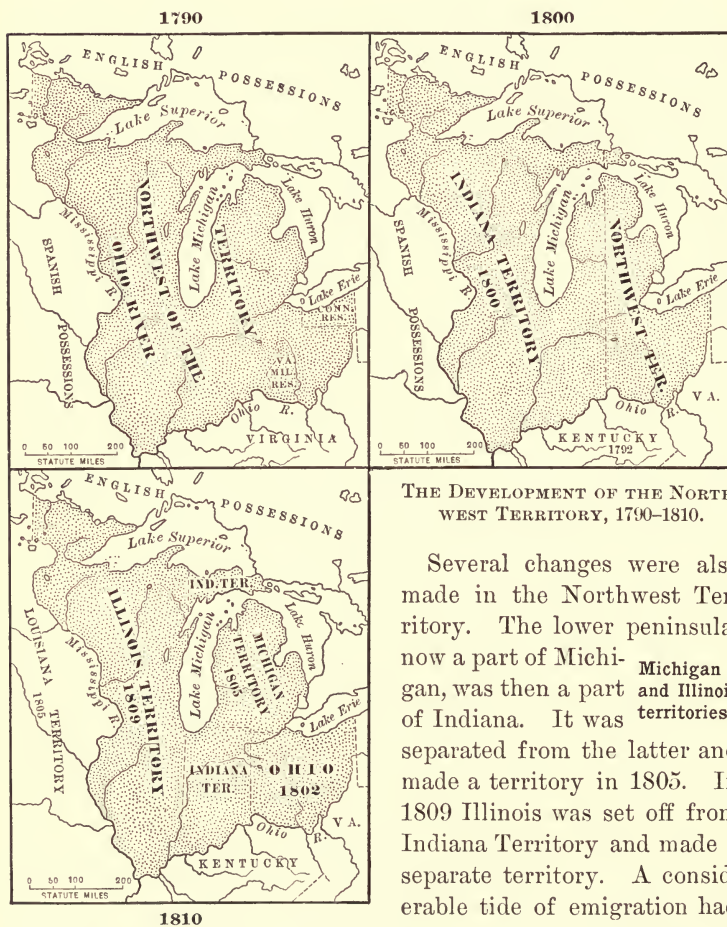 1790
ENGLISH POSSESSIONS
Lake Superior
NORTHWEST OF THE
OHIO RIVER
TERRITORY
Lake Michigan
Lake Huron
Mississippi R.
SPANISH
POSSESSIONS
Lake Erie
CONN.
RES.
VA.
MIL.
RES.
Ohio R.
VIRGINIA
0 50 100 200
STATUTE MILES
1800
ENGLISH POSSESSIONS
Lake Superior
INDIANA TERRITORY
1800
NORTHWEST TER.
Lake Michigan
Lake Huron
Mississippi R.
SPANISH
POSSESSIONS
Lake Erie
Ohio R.
VA.
KENTUCKY
1792
0 50 100 200
STATUTE MILES
ENGLISH POSSESSIONS
Lake Superior
IND. TER.
ILLINOIS TERRITORY
1809
Lake Michigan
MICHIGAN
TERRITORY
1805
Lake Huron
LOUISIANA
TERRITORY
1805
Mississippi R.
Lake Erie
INDIANA
TER.
OHIO
1802
Ohio R.
VA.
KENTUCKY
0 50 100 200
STATUTE MILES
1810
THE DEVELOPMENT OF THE NORTH
WEST TERRITORY, 1790–1810.
Several changes were als
made in the Northwest Ter
ritory. The lower peninsula
now a part of Michi-
gan, was then a part
of Indiana. It was
Michigan
and Illinoi
territories
separated from the latter and
made a territory in 1805. In
1809 Illinois was set off from
Indiana Territory and made
separate territory. A consid
erable tide of emigration had